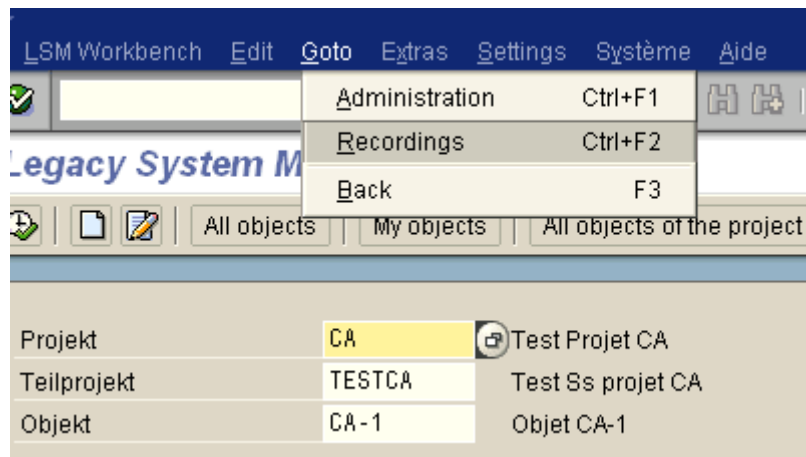 LSM Workbench Edit Goto Extras Settings Système Aide
Administration Ctrl+F1
Recordings Ctrl+F2
Back F3
Legacy System M
All objects My objects All objects of the project
Projekt CA Test Projet CA
Teilprojekt TESTCA Test Ss projet CA
Objekt CA-1 Objet CA-1